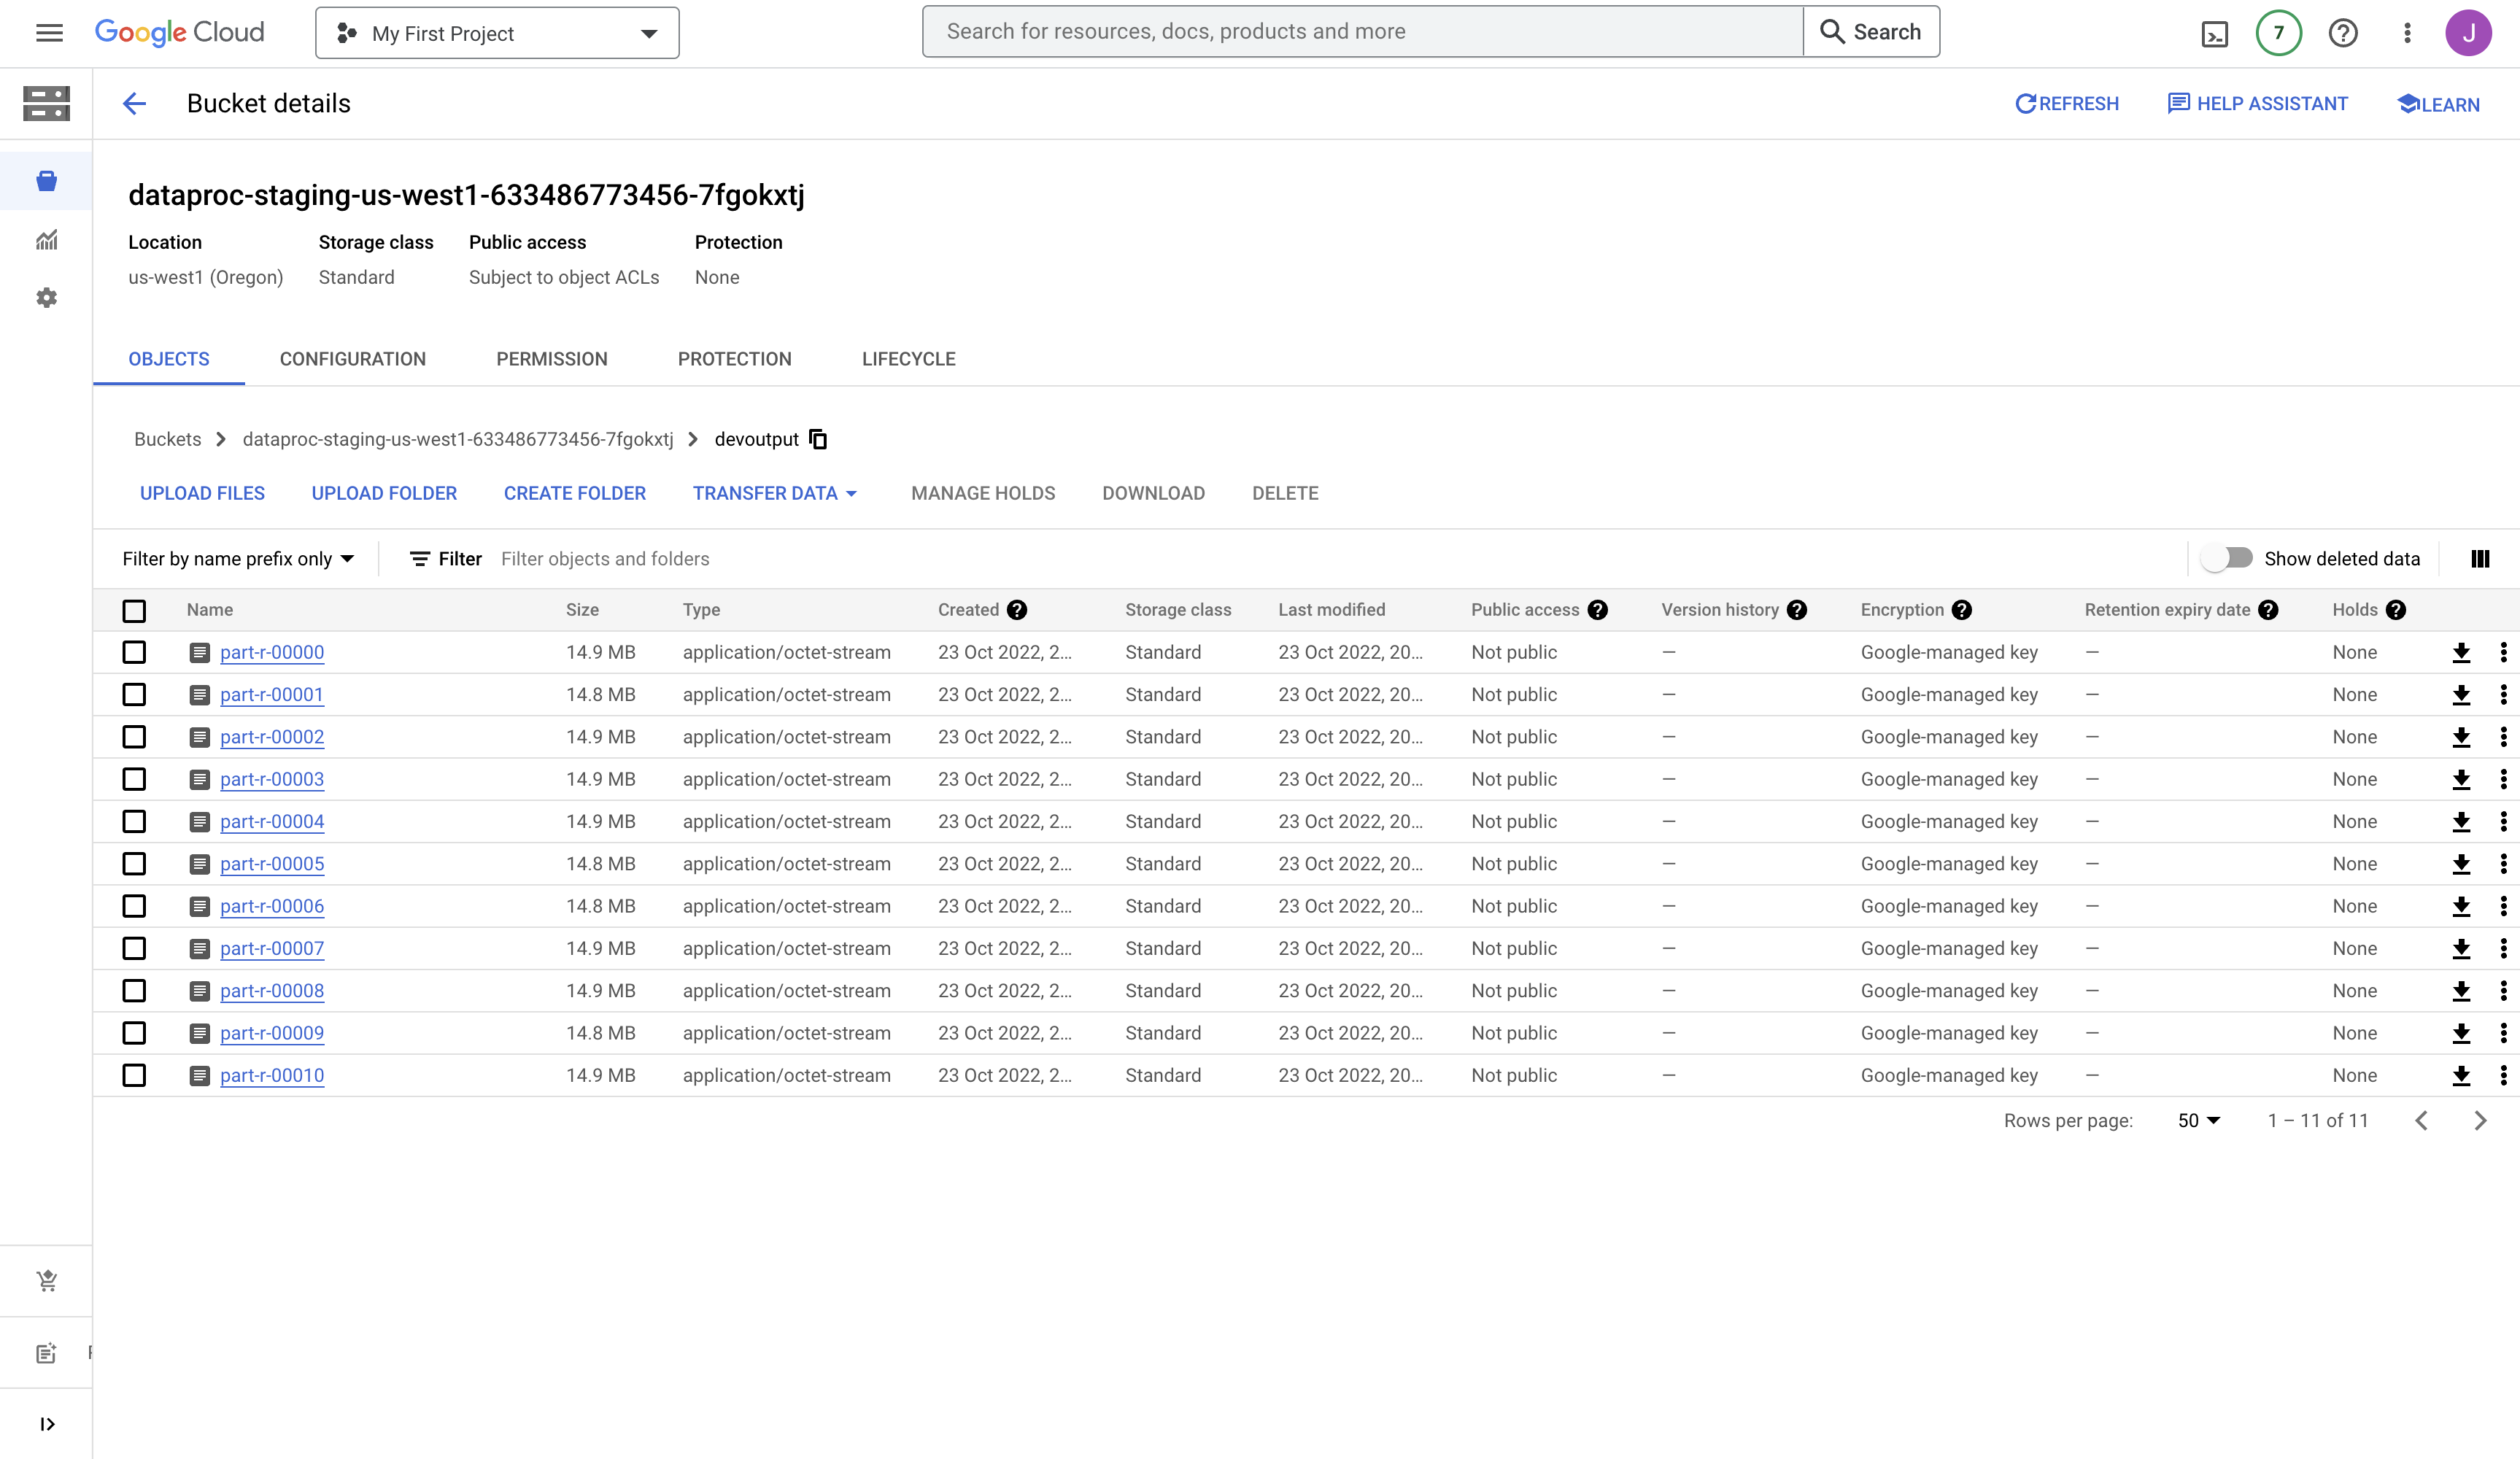 Google Cloud My First Project Search for resources, docs, products and more Search 7 J
Bucket details REFRESH HELP ASSISTANT LEARN
dataproc-staging-us-west1-633486773456-7fgokxtj
Location Storage class Public access Protection
us-west1 (Oregon) Standard Subject to object ACLs None
OBJECTS CONFIGURATION PERMISSION PROTECTION LIFECYCLE
Buckets dataproc-staging-us-west1-633486773456-7fgokxtj devoutput
UPLOAD FILES UPLOAD FOLDER CREATE FOLDER TRANSFER DATA MANAGE HOLDS DOWNLOAD DELETE
Filter by name prefix only Filter Filter objects and folders Show deleted data
Name Size Type Created Storage class Last modified Public access Version history Encryption Retention expiry date Holds
part-r-00000 14.9 MB application/octet-stream 23 Oct 2022, 2... Standard 23 Oct 2022, 20... Not public — Google-managed key — None
part-r-00001 14.8 MB application/octet-stream 23 Oct 2022, 2... Standard 23 Oct 2022, 20... Not public — Google-managed key — None
part-r-00002 14.9 MB application/octet-stream 23 Oct 2022, 2... Standard 23 Oct 2022, 20... Not public — Google-managed key — None
part-r-00003 14.9 MB application/octet-stream 23 Oct 2022, 2... Standard 23 Oct 2022, 20... Not public — Google-managed key — None
part-r-00004 14.9 MB application/octet-stream 23 Oct 2022, 2... Standard 23 Oct 2022, 20... Not public — Google-managed key — None
part-r-00005 14.8 MB application/octet-stream 23 Oct 2022, 2... Standard 23 Oct 2022, 20... Not public — Google-managed key — None
part-r-00006 14.8 MB application/octet-stream 23 Oct 2022, 2... Standard 23 Oct 2022, 20... Not public — Google-managed key — None
part-r-00007 14.9 MB application/octet-stream 23 Oct 2022, 2... Standard 23 Oct 2022, 20... Not public — Google-managed key — None
part-r-00008 14.9 MB application/octet-stream 23 Oct 2022, 2... Standard 23 Oct 2022, 20... Not public — Google-managed key — None
part-r-00009 14.8 MB application/octet-stream 23 Oct 2022, 2... Standard 23 Oct 2022, 20... Not public — Google-managed key — None
part-r-00010 14.9 MB application/octet-stream 23 Oct 2022, 2... Standard 23 Oct 2022, 20... Not public — Google-managed key — None
Rows per page: 50 1 – 11 of 11